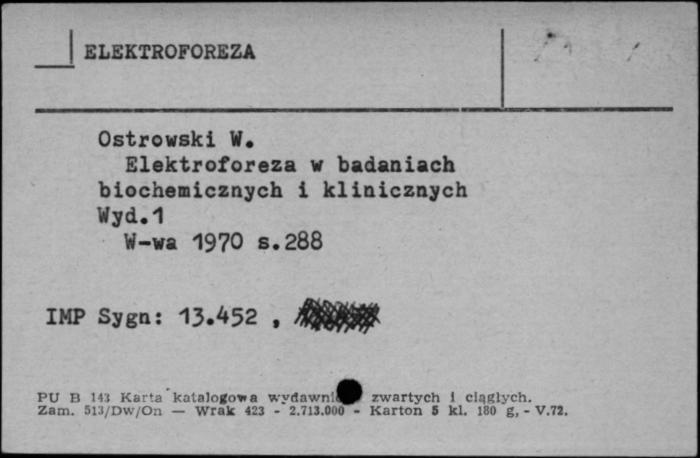 ELEKTROFOREZA
Ostrowski W.
Elektroforeza w badaniach
biochemicznych i klinicznych
Wyd.1
W-wa 1970 s.288
IMP Sygn: 13.452 ,
PU B 143 Karta katalogowa zwartych i ciągłych.
Zam. 513/Dw/On — Wrak 423 - 2.713.000 - Karton 5 kl. 180 g, - V.72.